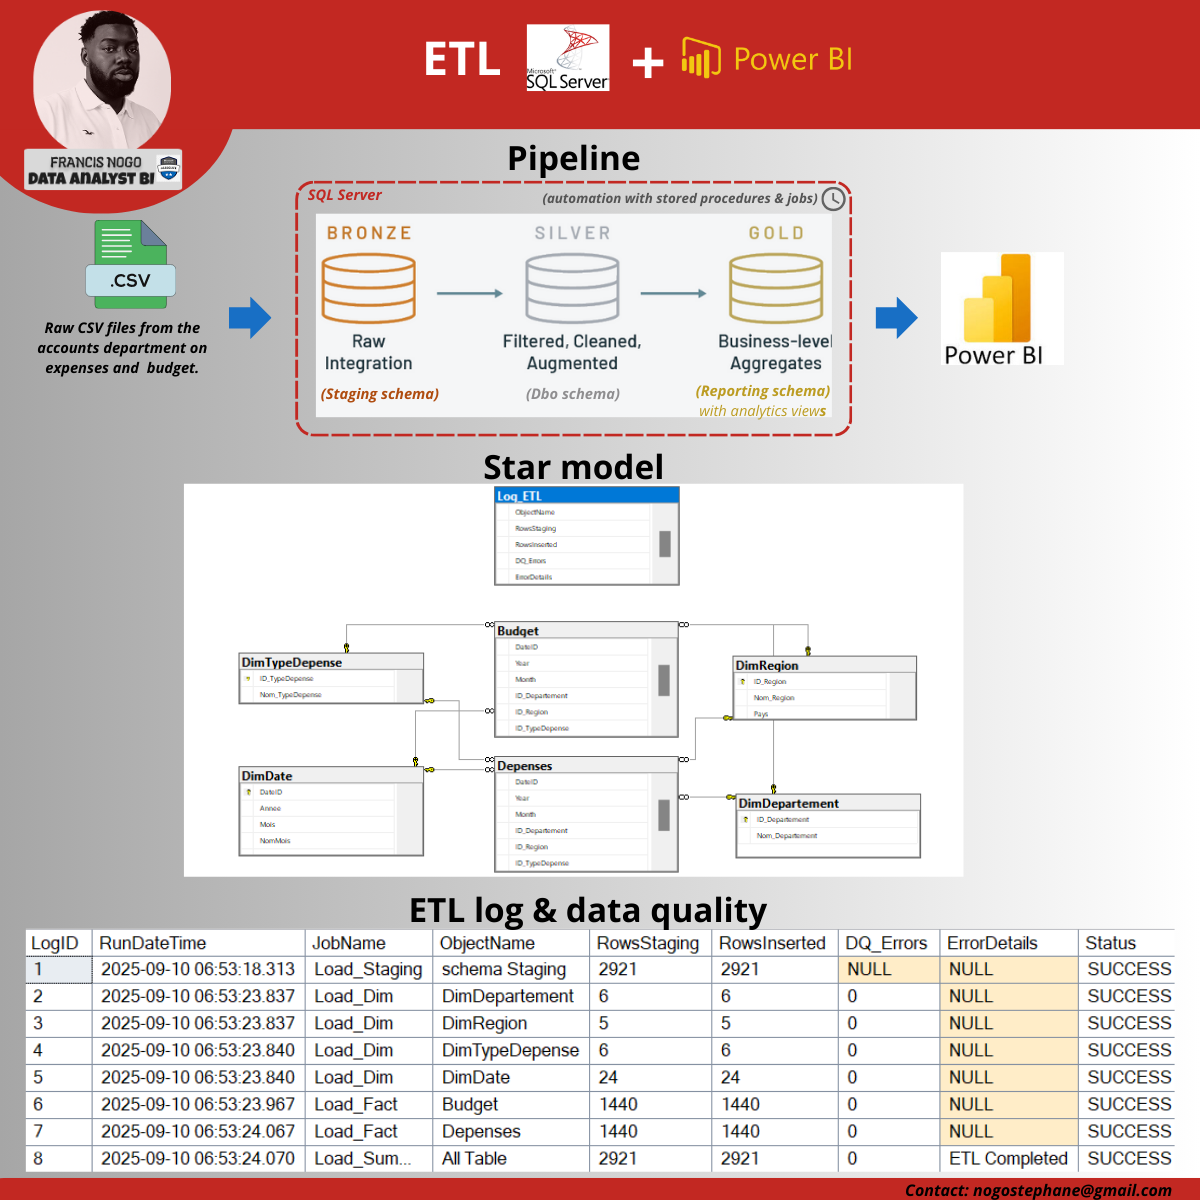 ETL
Microsoft
SQL Server
+
Power BI
FRANCIS NOGO
DATA ANALYST BI
Pipeline
SQL Server
(automation with stored procedures & jobs)
.CSV
Raw CSV files from the
accounts department on
expenses and budget.
BRONZE
SILVER
GOLD
Raw
Integration
(Staging schema)
Filtered, Cleaned,
Augmented
(Dbo schema)
Business-level
Aggregates
(Reporting schema)
with analytics views
Power BI
Star model
Log_ETL
ObjectName
RowsStaging
RowsInserted
DQ_Errors
ErrorDetails
DimTypeDepense
ID_TypeDepense
Nom_TypeDepense
Budget
DateID
Year
Month
ID_Departement
ID_Region
ID_TypeDepense
DimRegion
ID_Region
Nom_Region
Pays
DimDate
DateID
Annee
Mois
NomMois
Depenses
DateID
Year
Month
ID_Departement
ID_Region
ID_TypeDepense
DimDepartement
ID_Departement
Nom_Departement
ETL log & data quality
LogID RunDateTime JobName ObjectName RowsStaging RowsInserted DQ_Errors ErrorDetails Status
1 2025-09-10 06:53:18.313 Load_Staging schema Staging 2921 2921 NULL NULL SUCCESS
2 2025-09-10 06:53:23.837 Load_Dim DimDepartement 6 6 0 NULL SUCCESS
3 2025-09-10 06:53:23.837 Load_Dim DimRegion 5 5 0 NULL SUCCESS
4 2025-09-10 06:53:23.840 Load_Dim DimTypeDepense 6 6 0 NULL SUCCESS
5 2025-09-10 06:53:23.840 Load_Dim DimDate 24 24 0 NULL SUCCESS
6 2025-09-10 06:53:23.967 Load_Fact Budget 1440 1440 0 NULL SUCCESS
7 2025-09-10 06:53:24.067 Load_Fact Depenses 1440 1440 0 NULL SUCCESS
8 2025-09-10 06:53:24.070 Load_Sum... All Table 2921 2921 0 ETL Completed SUCCESS
Contact: nogostephane@gmail.com